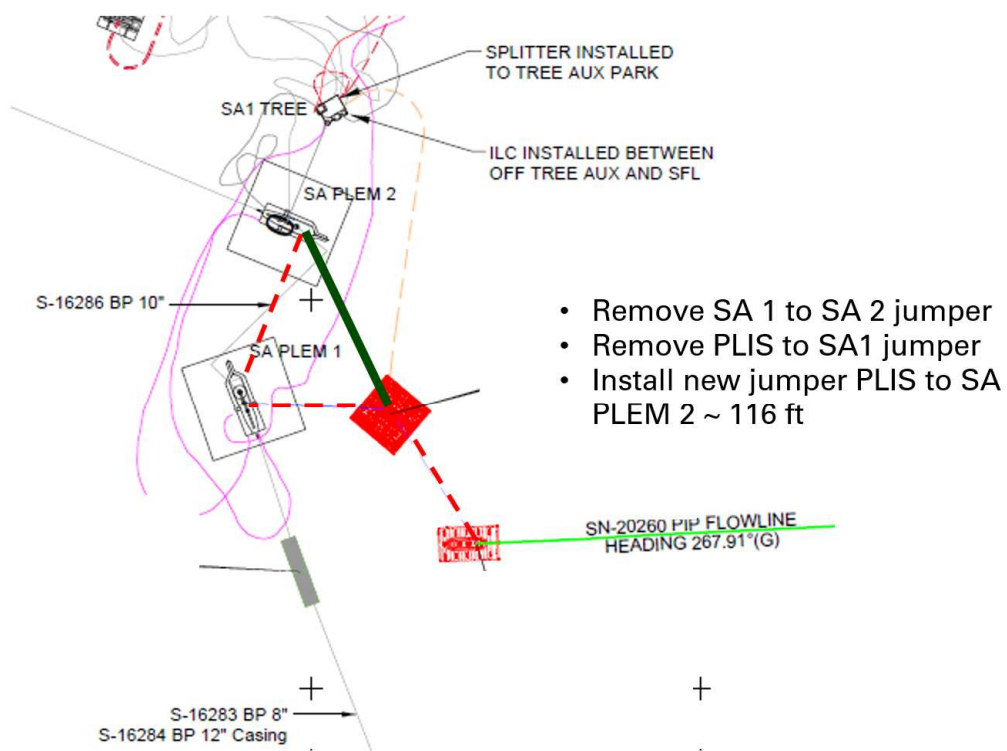 SPLITTER INSTALLED
TO TREE AUX PARK
SA1 TREE
ILC INSTALLED BETWEEN
OFF TREE AUX AND SFL
SA PLEM 2
S-16286 BP 10"
SA PLEM 1
• Remove SA 1 to SA 2 jumper
• Remove PLIS to SA1 jumper
• Install new jumper PLIS to SA
PLEM 2 ~ 116 ft
SN-20260 PIP FLOWLINE
HEADING 267.91°(G)
S-16283 BP 8"
S-16284 BP 12" Casing